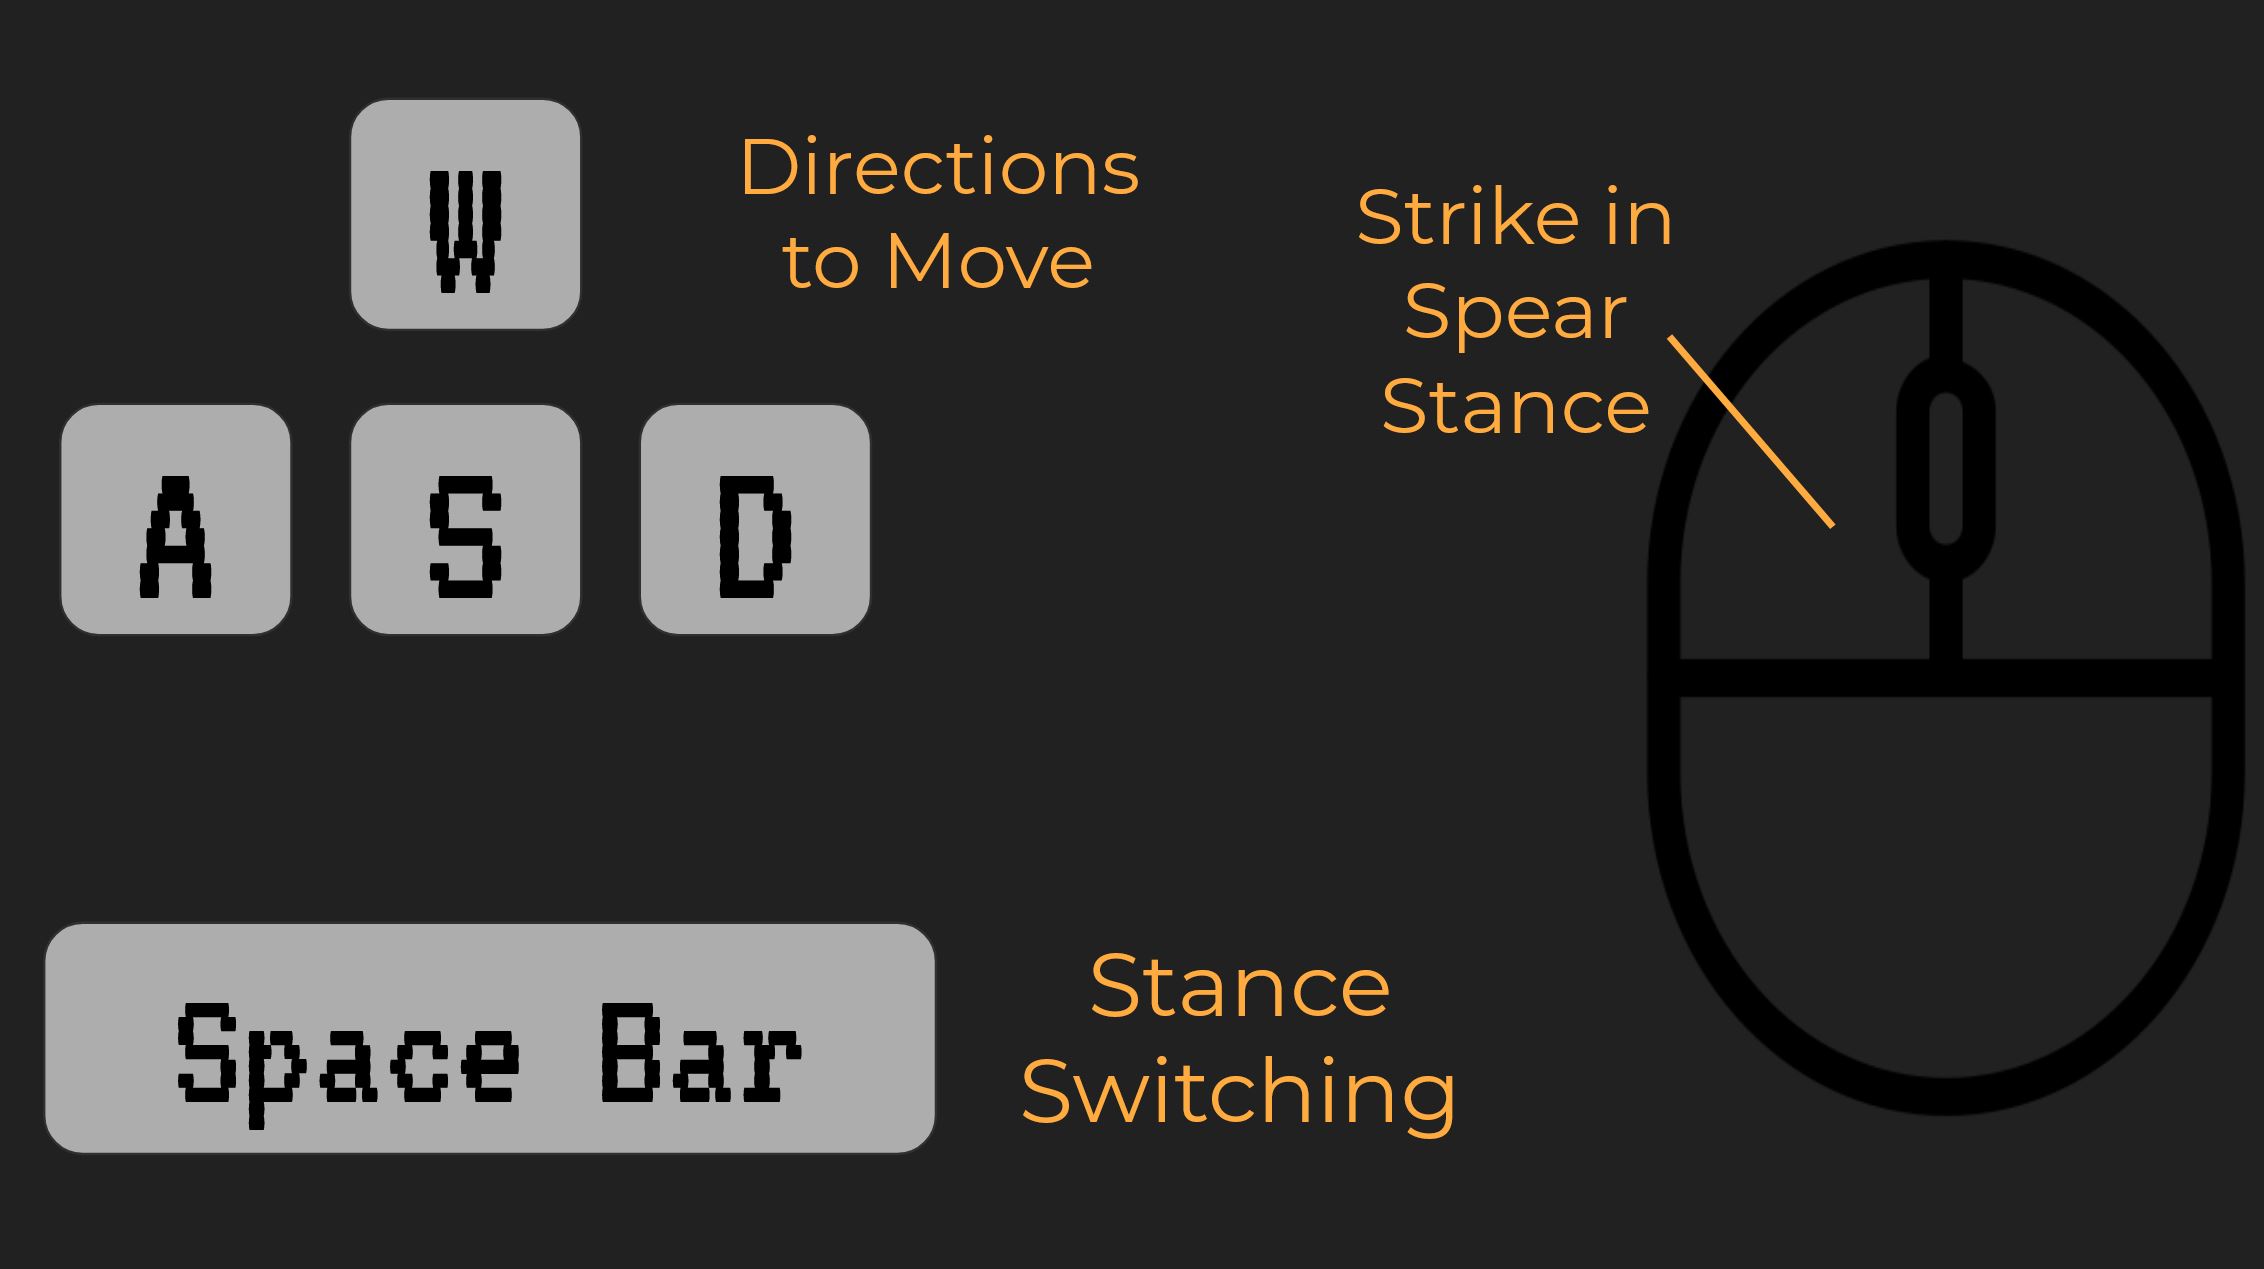 W
Directions
to Move
A S D
Strike in
Spear
Stance
Space Bar
Stance
Switching